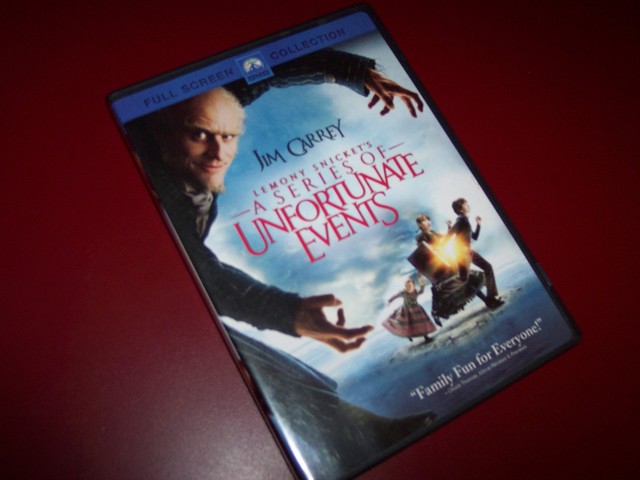 FULL SCREEN COLLECTION
JIM CARREY
LEMONY SNICKET'S
A SERIES OF
UNFORTUNATE
EVENTS
"Family Fun for Everyone!"